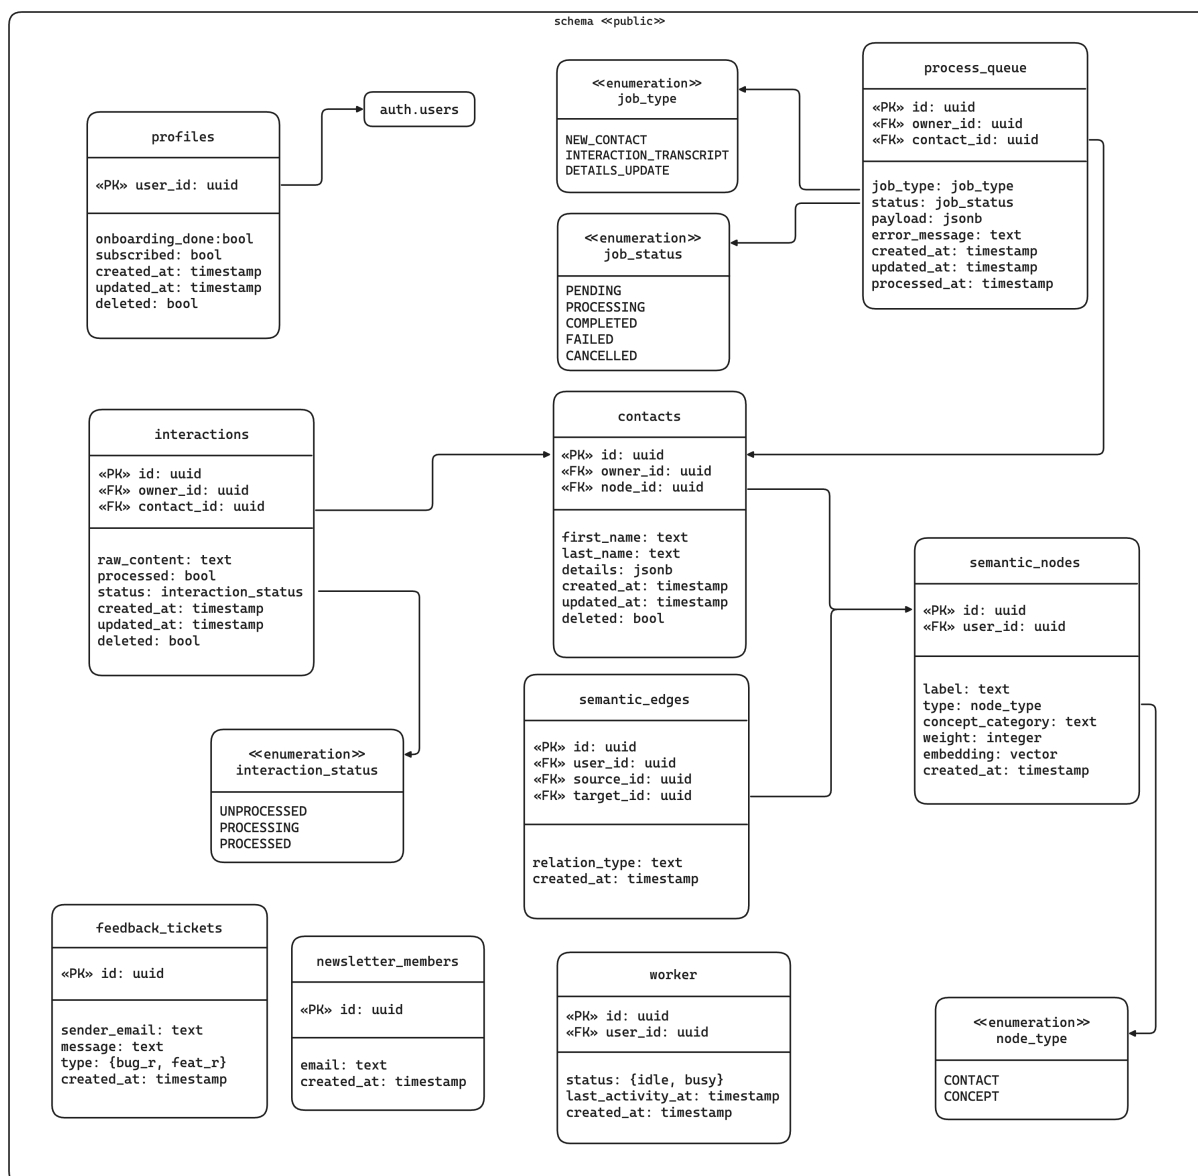 schema <<public>>
profiles
«PK» user_id: uuid
onboarding_done:bool
subscribed: bool
created_at: timestamp
updated_at: timestamp
deleted: bool
auth.users
<<enumeration>>
job_type
NEW_CONTACT
INTERACTION_TRANSCRIPT
DETAILS_UPDATE
process_queue
«PK» id: uuid
«FK» owner_id: uuid
«FK» contact_id: uuid
job_type: job_type
status: job_status
payload: jsonb
error_message: text
created_at: timestamp
updated_at: timestamp
processed_at: timestamp
<<enumeration>>
job_status
PENDING
PROCESSING
COMPLETED
FAILED
CANCELLED
interactions
«PK» id: uuid
«FK» owner_id: uuid
«FK» contact_id: uuid
raw_content: text
processed: bool
status: interaction_status
created_at: timestamp
updated_at: timestamp
deleted: bool
contacts
«PK» id: uuid
«FK» owner_id: uuid
«FK» node_id: uuid
first_name: text
last_name: text
details: jsonb
created_at: timestamp
updated_at: timestamp
deleted: bool
semantic_nodes
«PK» id: uuid
«FK» user_id: uuid
label: text
type: node_type
concept_category: text
weight: integer
embedding: vector
created_at: timestamp
<<enumeration>>
interaction_status
UNPROCESSED
PROCESSING
PROCESSED
semantic_edges
«PK» id: uuid
«FK» user_id: uuid
«FK» source_id: uuid
«FK» target_id: uuid
relation_type: text
created_at: timestamp
feedback_tickets
«PK» id: uuid
sender_email: text
message: text
type: {bug_r, feat_r}
created_at: timestamp
newsletter_members
«PK» id: uuid
email: text
created_at: timestamp
worker
«PK» id: uuid
«FK» user_id: uuid
status: {idle, busy}
last_activity_at: timestamp
created_at: timestamp
<<enumeration>>
node_type
CONTACT
CONCEPT